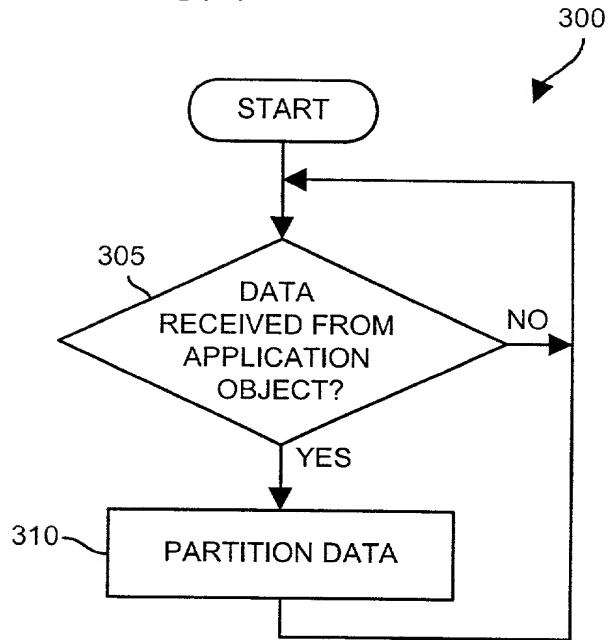 300
START
305
DATA
RECEIVED FROM
APPLICATION
OBJECT?
NO
YES
310
PARTITION DATA